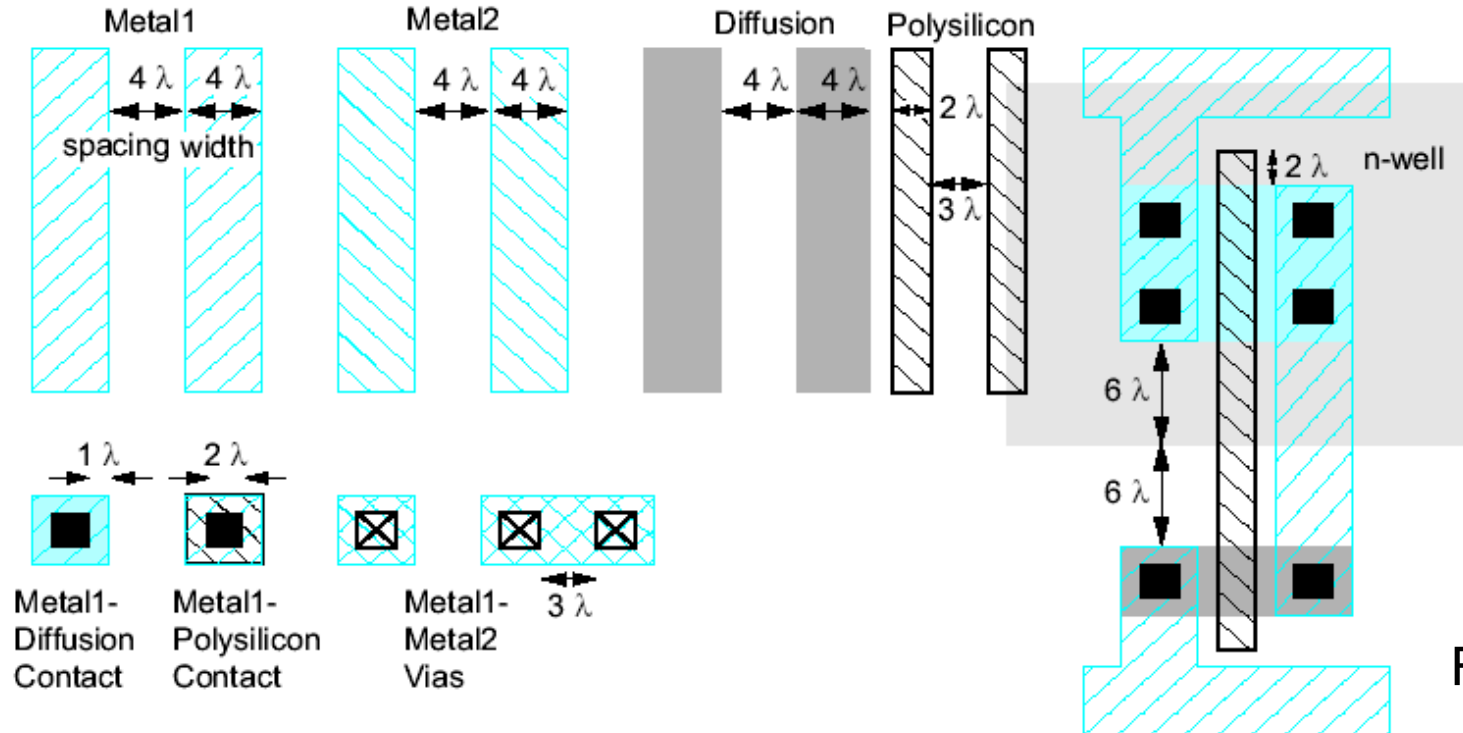 Metal1
Metal2
Diffusion
Polysilicon
4 λ
4 λ
4 λ
4 λ
4 λ
4 λ
2 λ
spacing
width
3 λ
n-well
2 λ
6 λ
6 λ
1 λ
2 λ
3 λ
Metal1-
Diffusion
Contact
Metal1-
Polysilicon
Contact
Metal1-
Metal2
Vias